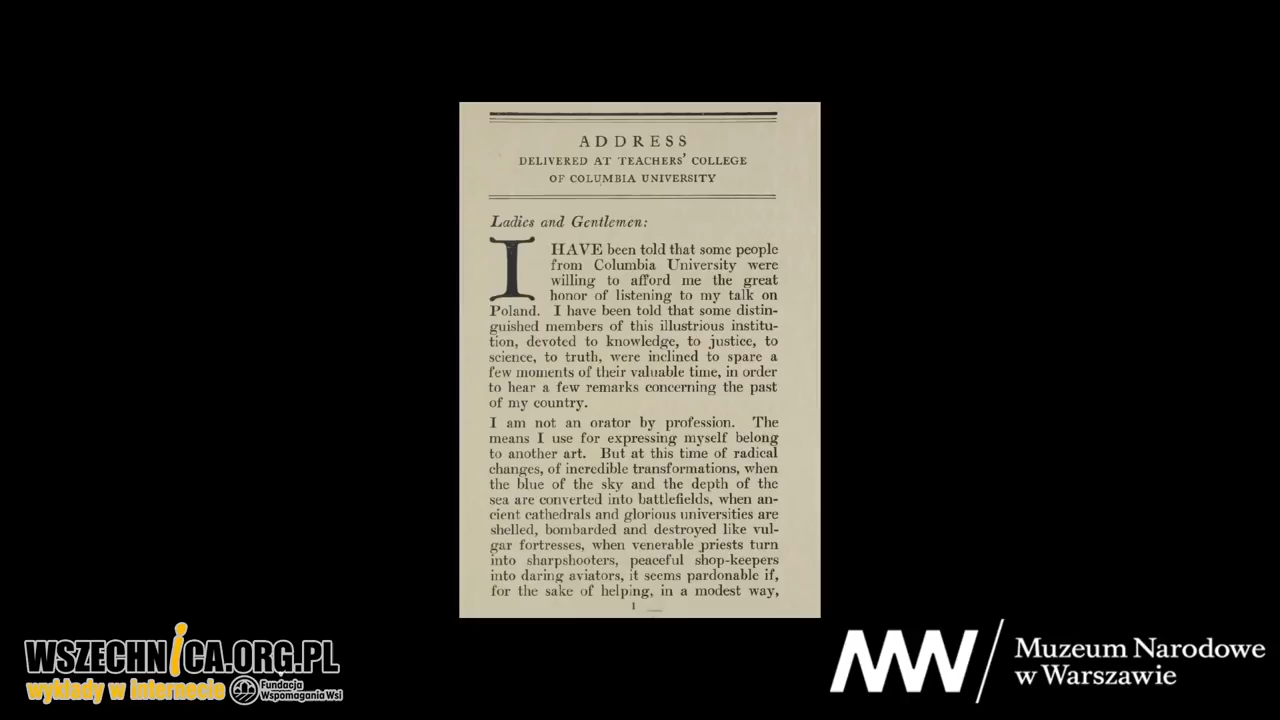 ADDRESS
DELIVERED AT TEACHERS' COLLEGE
OF COLUMBIA UNIVERSITY
Ladies and Gentlemen:
I HAVE been told that some people
from Columbia University were
willing to afford me the great
honor of listening to my talk on
Poland. I have been told that some distin-
guished members of this illustrious institu-
tion, devoted to knowledge, to justice, to
science, to truth, were inclined to spare a
few moments of their valuable time, in order
to hear a few remarks concerning the past
of my country.
I am not an orator by profession. The
means I use for expressing myself belong
to another art. But at this time of radical
changes, of incredible transformations, when
the blue of the sky and the depth of the
sea are converted into battlefields, when an-
cient cathedrals and glorious universities are
shelled, bombarded and destroyed like vul-
gar fortresses, when venerable priests turn
into sharpshooters, peaceful shop-keepers
into daring aviators, it seems pardonable if,
for the sake of helping, in a modest way,
1
WSZECHNICA.ORG.PL
wykłady w internecie
Fundacja
Wspomagania Wsi
MNW
Muzeum Narodowe
w Warszawie